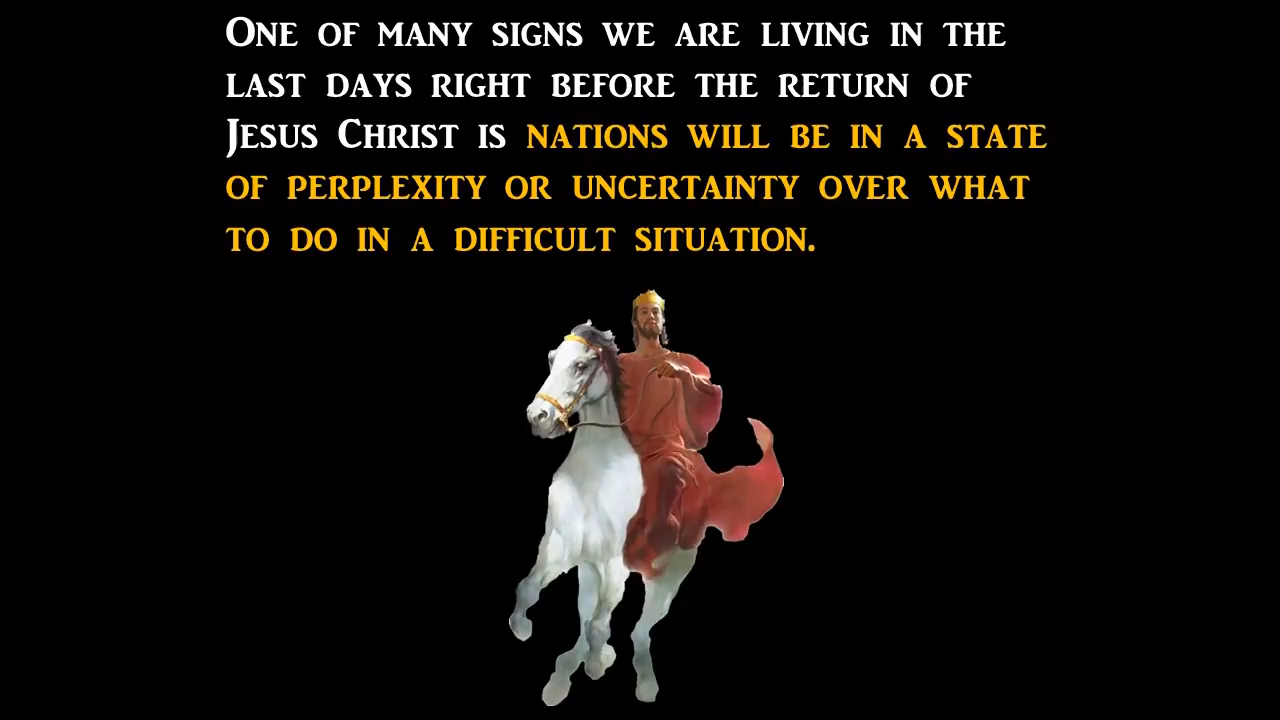 One of many signs we are living in the
last days right before the return of
Jesus Christ is nations will be in a state
of perplexity or uncertainty over what
to do in a difficult situation.